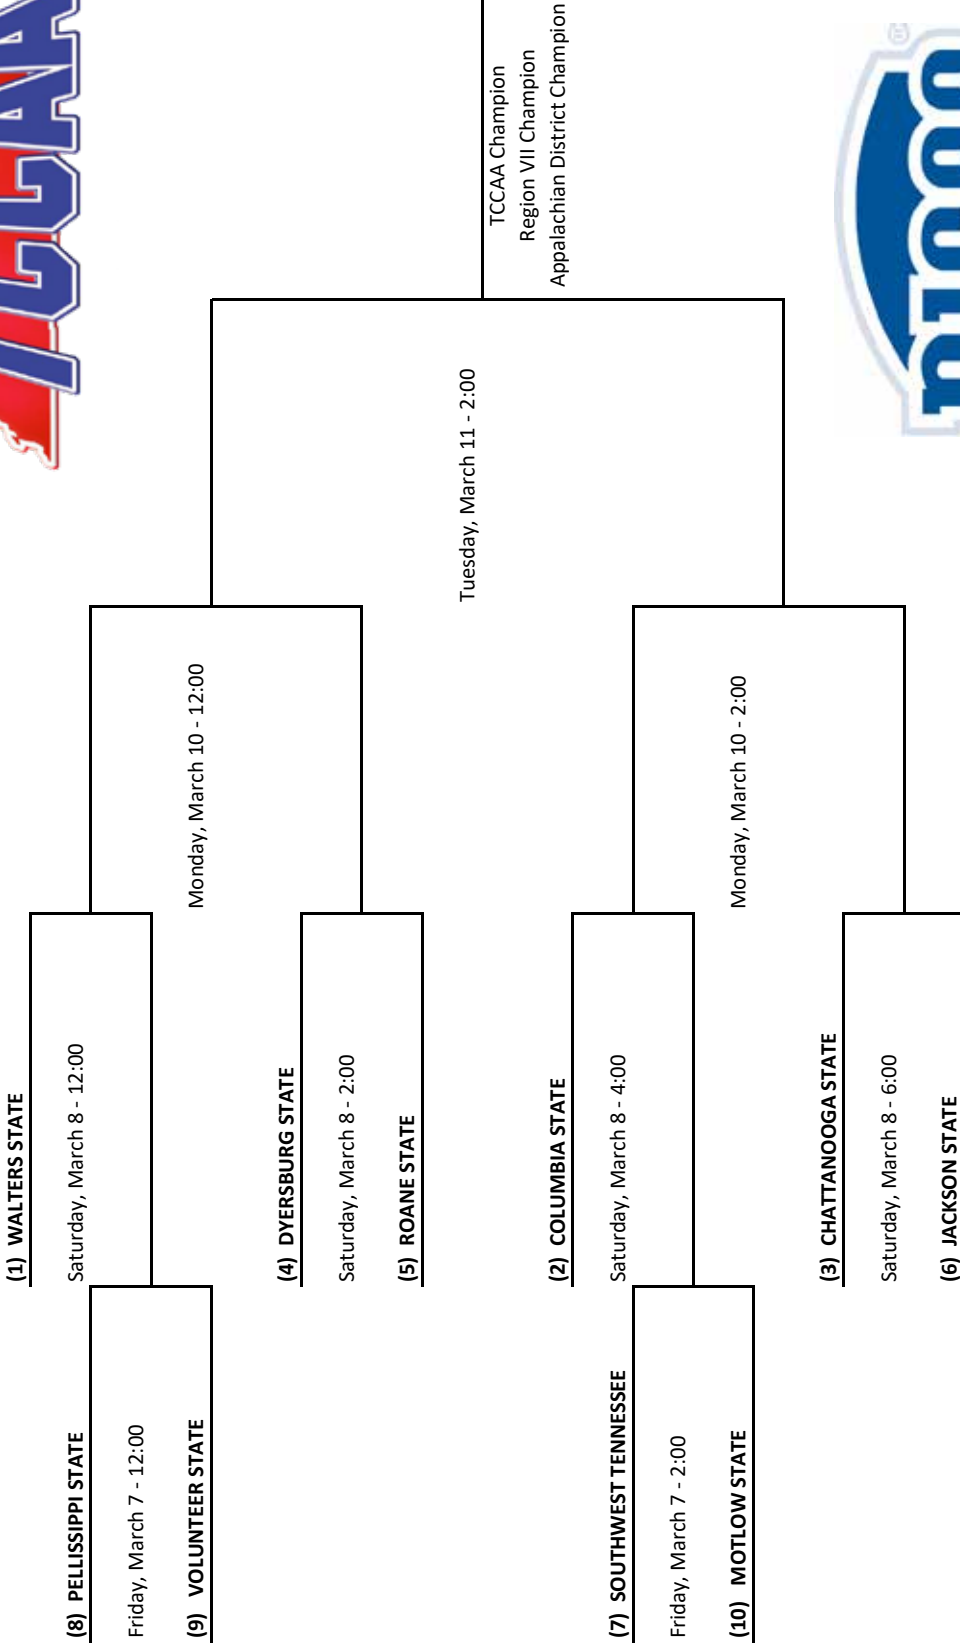 (1) WALTERS STATE
Saturday, March 8 - 12:00
(8) PELLISSIPPI STATE
Friday, March 7 - 12:00
(9) VOLUNTEER STATE
Monday, March 10 - 12:00
(4) DYERSBURG STATE
Saturday, March 8 - 2:00
(5) ROANE STATE
Tuesday, March 11 - 2:00
TCCAA Champion
Region VII Champion
Appalachian District Champion
(2) COLUMBIA STATE
Saturday, March 8 - 4:00
(7) SOUTHWEST TENNESSEE
Friday, March 7 - 2:00
(10) MOTLOW STATE
Monday, March 10 - 2:00
(3) CHATTANOOGA STATE
Saturday, March 8 - 6:00
(6) JACKSON STATE
TCCAA